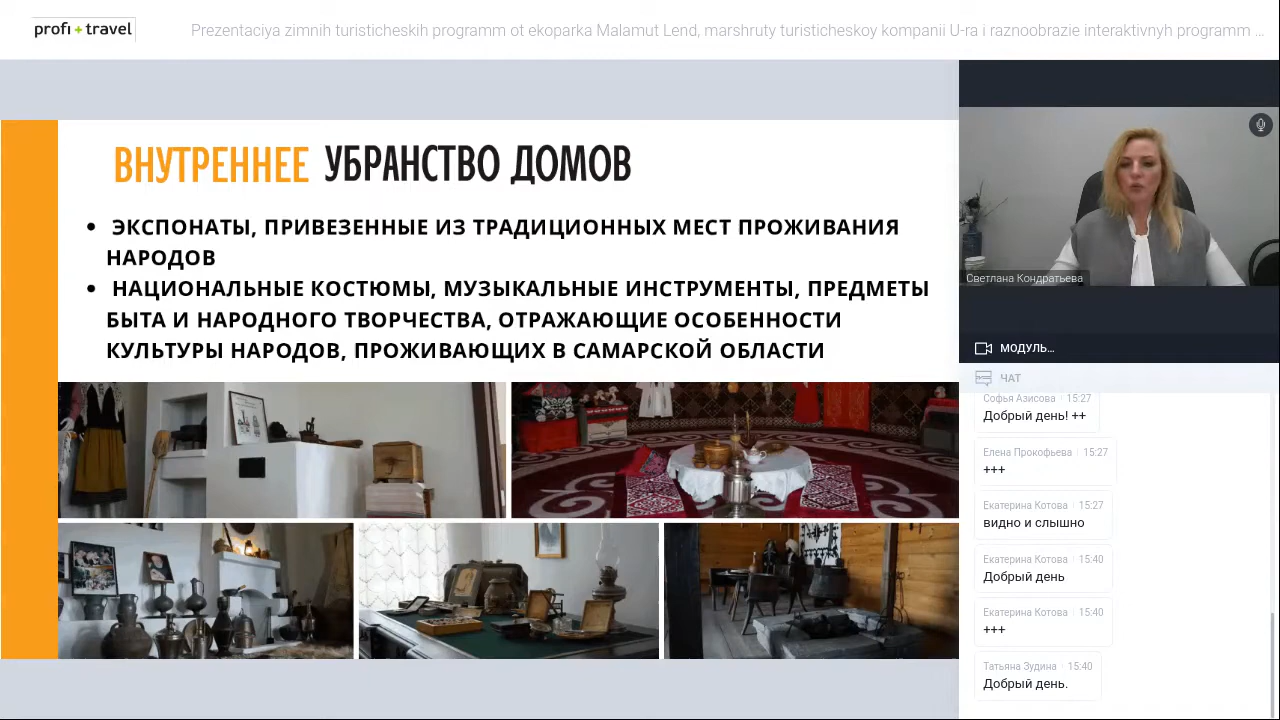 profi + travel
Prezentaciya zimnih turisticheskih programm ot ekoparka Malamut Lend, marshruty turisticheskoy kompanii U-ra i raznoobrazie interaktivnyh programm ...
ВНУТРЕННЕЕ УБРАНСТВО ДОМОВ
• ЭКСПОНАТЫ, ПРИВЕЗЕННЫЕ ИЗ ТРАДИЦИОННЫХ МЕСТ ПРОЖИВАНИЯ
НАРОДОВ
• НАЦИОНАЛЬНЫЕ КОСТЮМЫ, МУЗЫКАЛЬНЫЕ ИНСТРУМЕНТЫ, ПРЕДМЕТЫ
БЫТА И НАРОДНОГО ТВОРЧЕСТВА, ОТРАЖАЮЩИЕ ОСОБЕННОСТИ
КУЛЬТУРЫ НАРОДОВ, ПРОЖИВАЮЩИХ В САМАРСКОЙ ОБЛАСТИ
Светлана Кондратьева
МОДУЛЬ...
ЧАТ
Софья Азисова 15:27
Добрый день! ++
Елена Прокофьева 15:27
+++
Екатерина Котова 15:27
видно и слышно
Екатерина Котова 15:40
Добрый день
Екатерина Котова 15:40
+++
Татьяна Зудина 15:40
Добрый день.